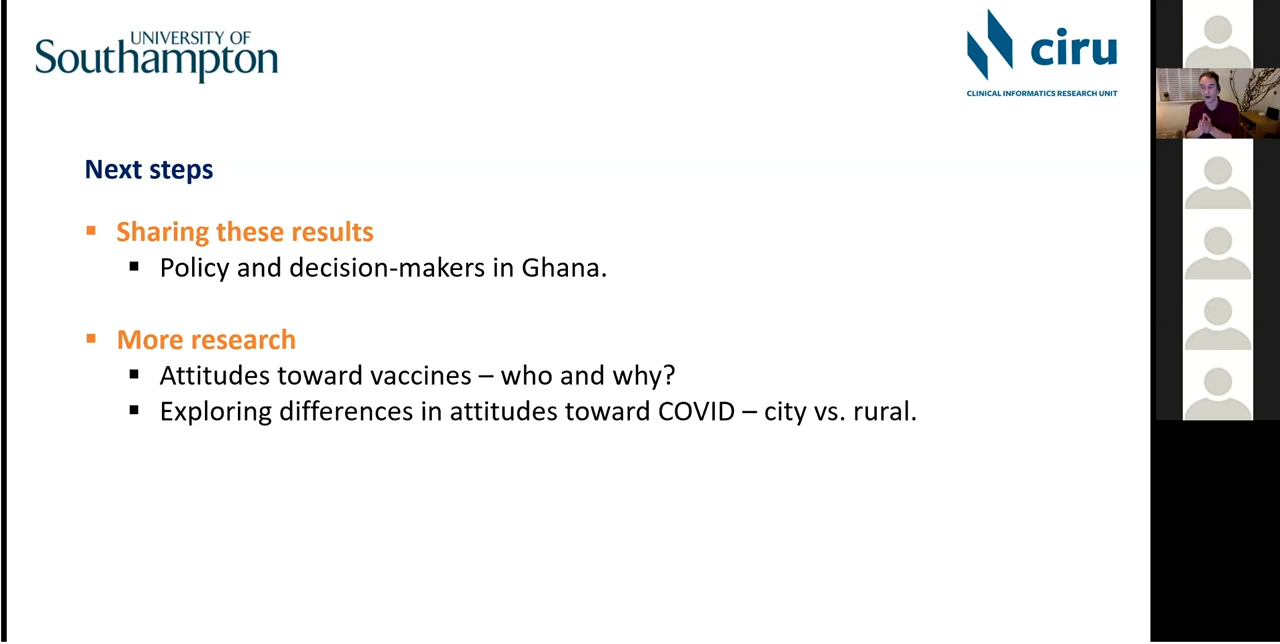 UNIVERSITY OF
Southampton
ciru
CLINICAL INFORMATICS RESEARCH UNIT
Next steps
Sharing these results
Policy and decision-makers in Ghana.
More research
Attitudes toward vaccines – who and why?
Exploring differences in attitudes toward COVID – city vs. rural.